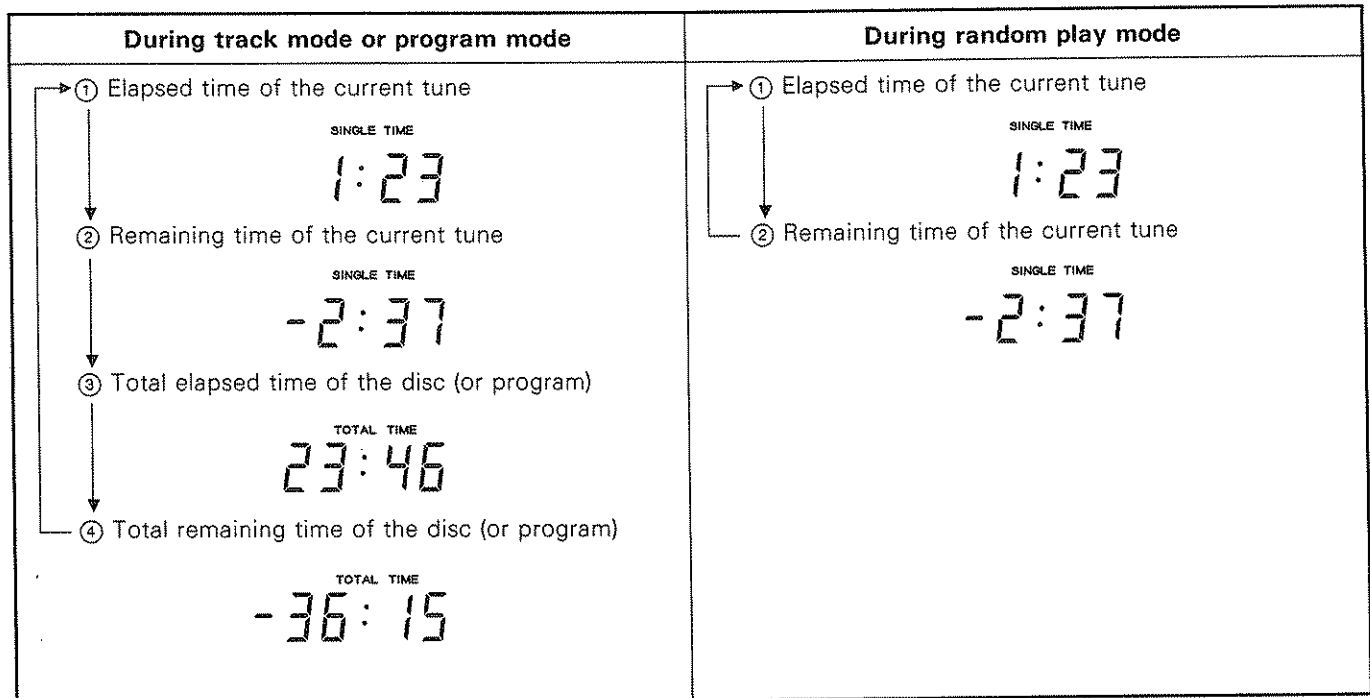 During track mode or program mode
① Elapsed time of the current tune
SINGLE TIME
1:23
② Remaining time of the current tune
SINGLE TIME
-2:37
③ Total elapsed time of the disc (or program)
TOTAL TIME
23:46
④ Total remaining time of the disc (or program)
TOTAL TIME
-36:15
During random play mode
① Elapsed time of the current tune
SINGLE TIME
1:23
② Remaining time of the current tune
SINGLE TIME
-2:37